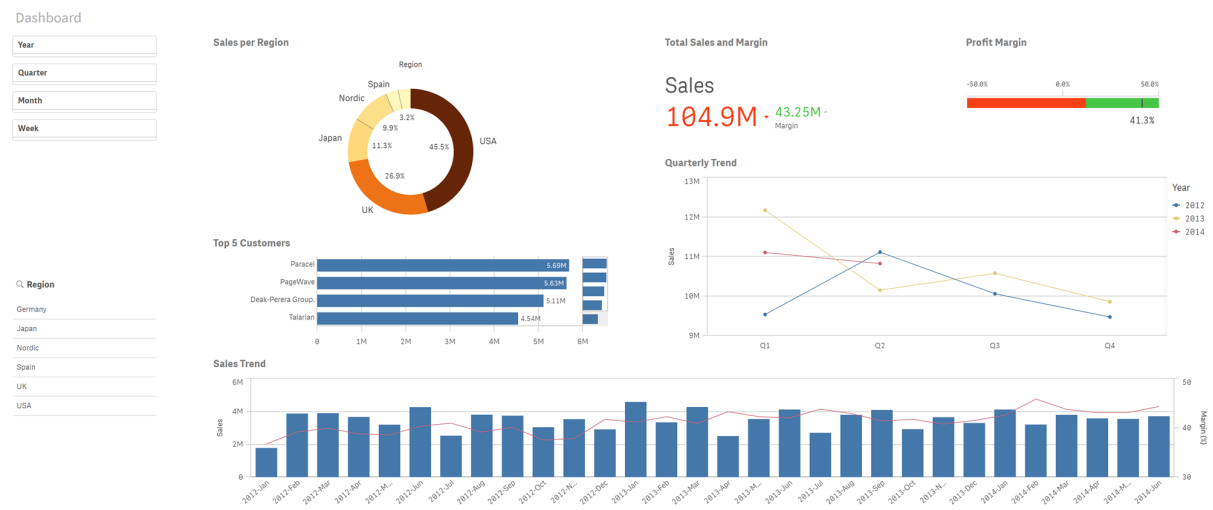 Dashboard
Year
Quarter
Month
Week
Region
Germany
Japan
Nordic
Spain
UK
USA
Sales per Region
Region
Spain
Nordic
Japan
UK
USA
3.2%
9.9%
11.3%
26.9%
45.5%
Total Sales and Margin
Sales
104.9M
43.25M
Margin
Profit Margin
-50.0% 0.0% 50.0%
41.3%
Top 5 Customers
Paracel 5.69M
PageWave 5.63M
Deak-Perera Group. 5.11M
Talarian 4.54M
0 1M 2M 3M 4M 5M 6M
Quarterly Trend
Sales
13M
12M
11M
10M
9M
Q1 Q2 Q3 Q4
Year
2012
2013
2014
Sales Trend
Sales
6M
4M
2M
0
50
40
30
Margin (%)
2012-Jan 2012-Feb 2012-Mar 2012-Apr 2012-M... 2012-Jun 2012-Jul 2012-Aug 2012-Sep 2012-Oct 2012-N... 2012-Dec 2013-Jan 2013-Feb 2013-Mar 2013-Apr 2013-M... 2013-Jun 2013-Jul 2013-Aug 2013-Sep 2013-Oct 2013-N... 2013-Dec 2014-Jan 2014-Feb 2014-Mar 2014-Apr 2014-M... 2014-Jun